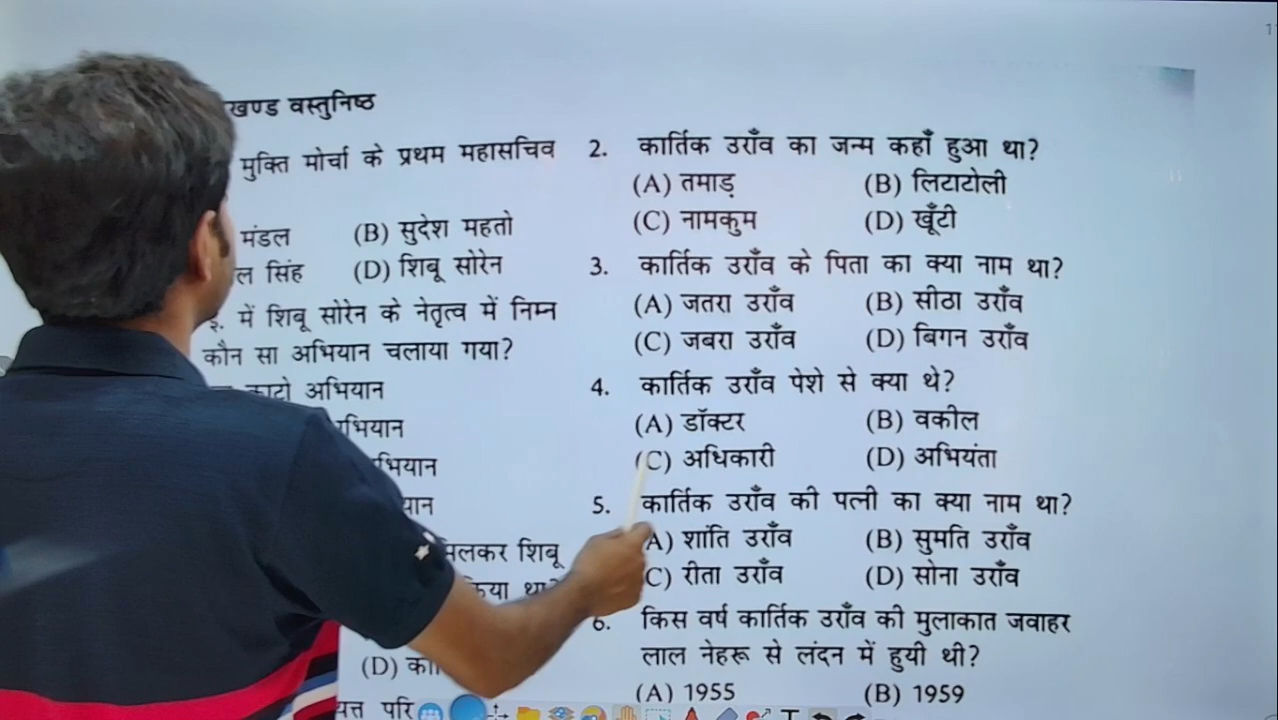 खण्ड वस्तुनिष्ठ
मुक्ति मोर्चा के प्रथम महासचिव
मंडल (B) सुदेश महतो
ल सिंह (D) शिबू सोरेन
में शिबू सोरेन के नेतृत्व में निम्न
कौन सा अभियान चलाया गया?
काटो अभियान
भियान
भियान
यान
मिलकर शिबू
किया था?
(D)
2. कार्तिक उराँव का जन्म कहाँ हुआ था?
(A) तमाड़ (B) लिटाटोली
(C) नामकुम (D) खूँटी
3. कार्तिक उराँव के पिता का क्या नाम था?
(A) जतरा उराँव (B) सीठा उराँव
(C) जबरा उराँव (D) बिगन उराँव
4. कार्तिक उराँव पेशे से क्या थे?
(A) डॉक्टर (B) वकील
(C) अधिकारी (D) अभियंता
5. कार्तिक उराँव की पत्नी का क्या नाम था?
A) शांति उराँव (B) सुमति उराँव
C) रीता उराँव (D) सोना उराँव
6. किस वर्ष कार्तिक उराँव की मुलाकात जवाहर
लाल नेहरू से लंदन में हुयी थी?
(A) 1955 (B) 1959